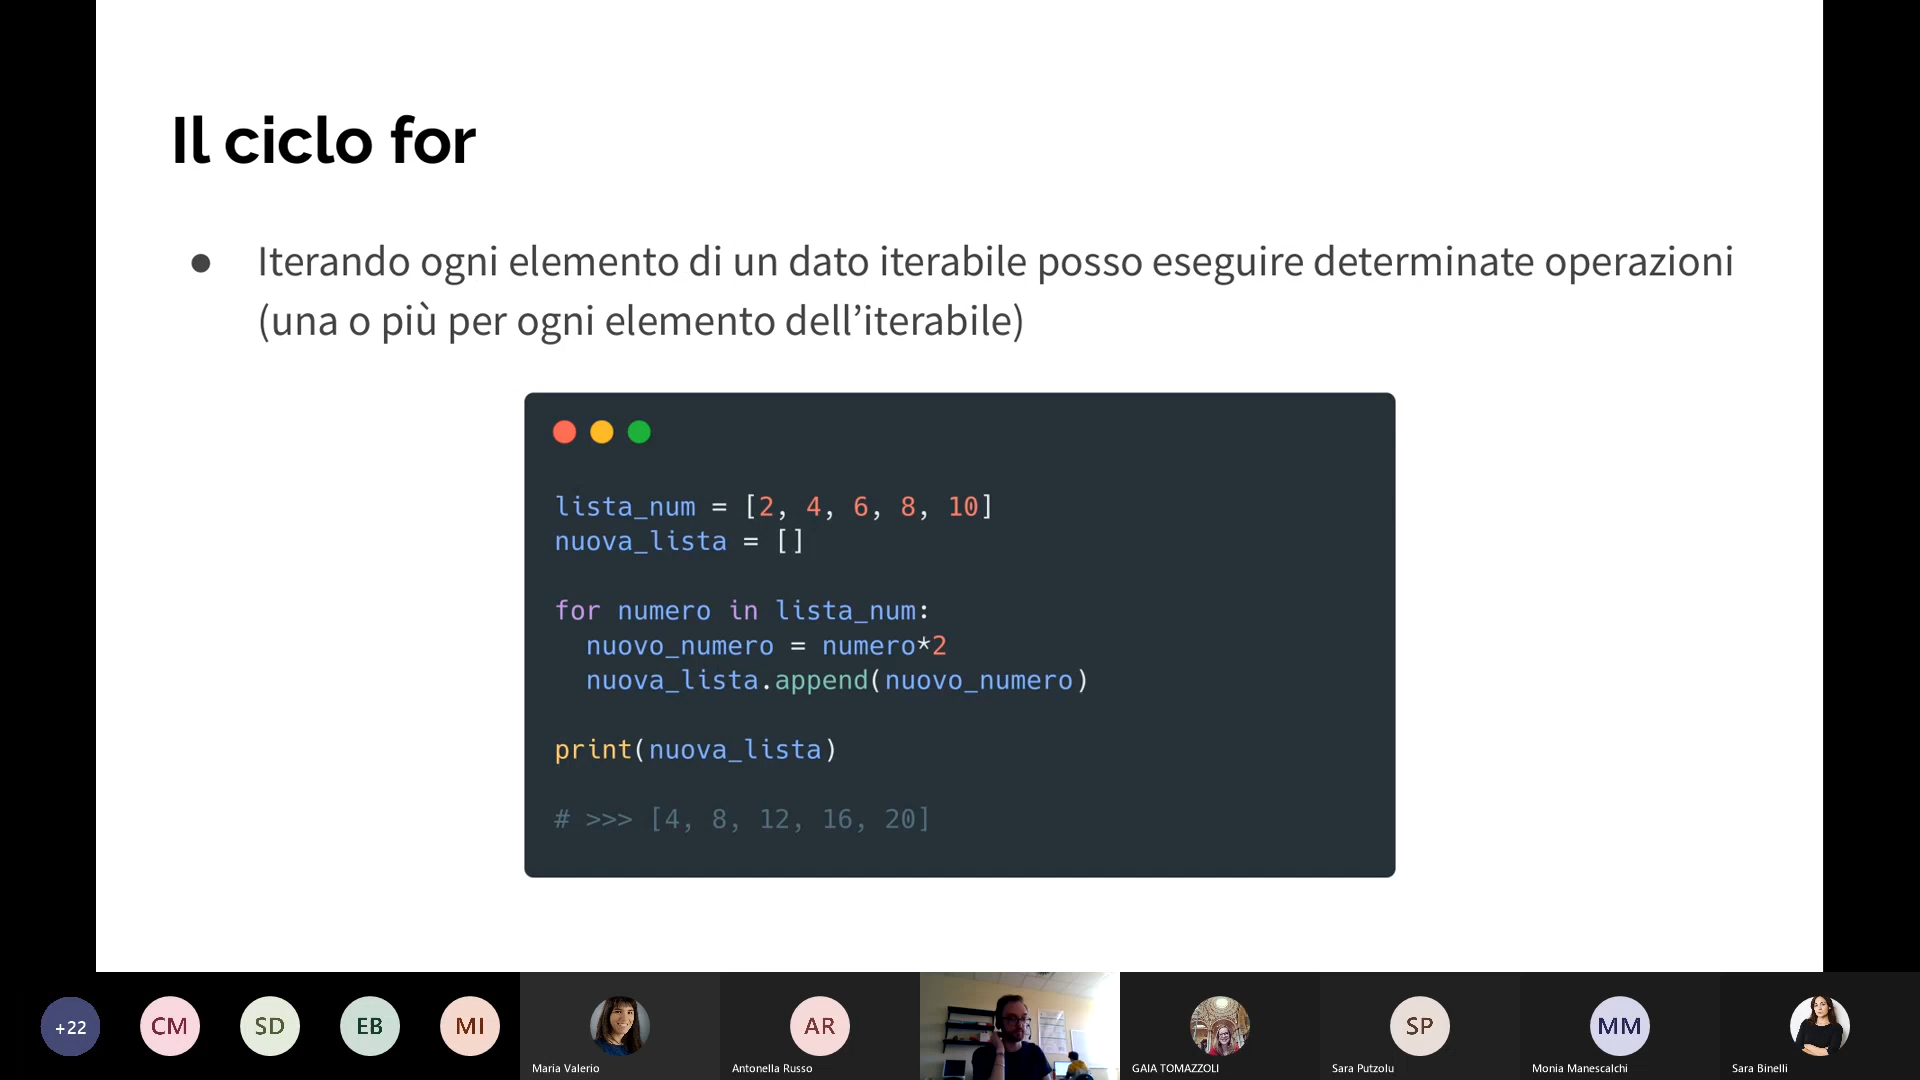 Il ciclo for
● Iterando ogni elemento di un dato iterabile posso eseguire determinate operazioni
(una o più per ogni elemento dell’iterabile)
lista_num = [2, 4, 6, 8, 10]
nuova_lista = []
for numero in lista_num:
  nuovo_numero = numero*2
  nuova_lista.append(nuovo_numero)
print(nuova_lista)
# >>> [4, 8, 12, 16, 20]
+22
CM
SD
EB
MI
AR
SP
MM
Maria Valerio
Antonella Russo
GAIA TOMAZZOLI
Sara Putzolu
Monia Manescalchi
Sara Binelli